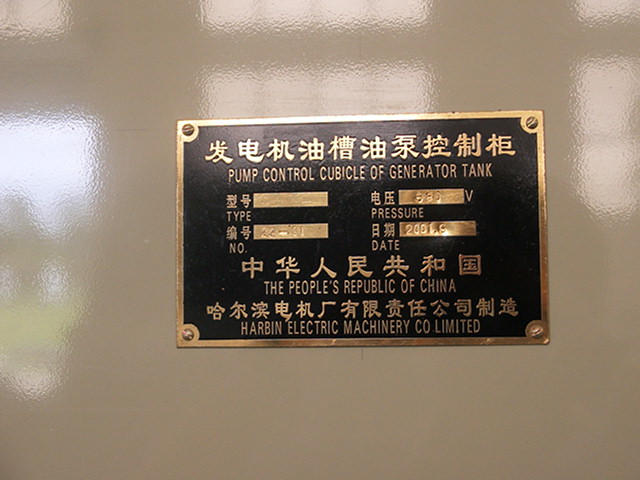 发电机油槽油泵控制柜
PUMP CONTROL CUBICLE OF GENERATOR TANK
型号 电压 V
TYPE PRESSURE
编号 日期 2001.9
NO. DATE
中华人民共和国
THE PEOPLE'S REPUBLIC OF CHINA
哈尔滨电机厂有限责任公司制造
HARBIN ELECTRIC MACHINERY CO LIMITED